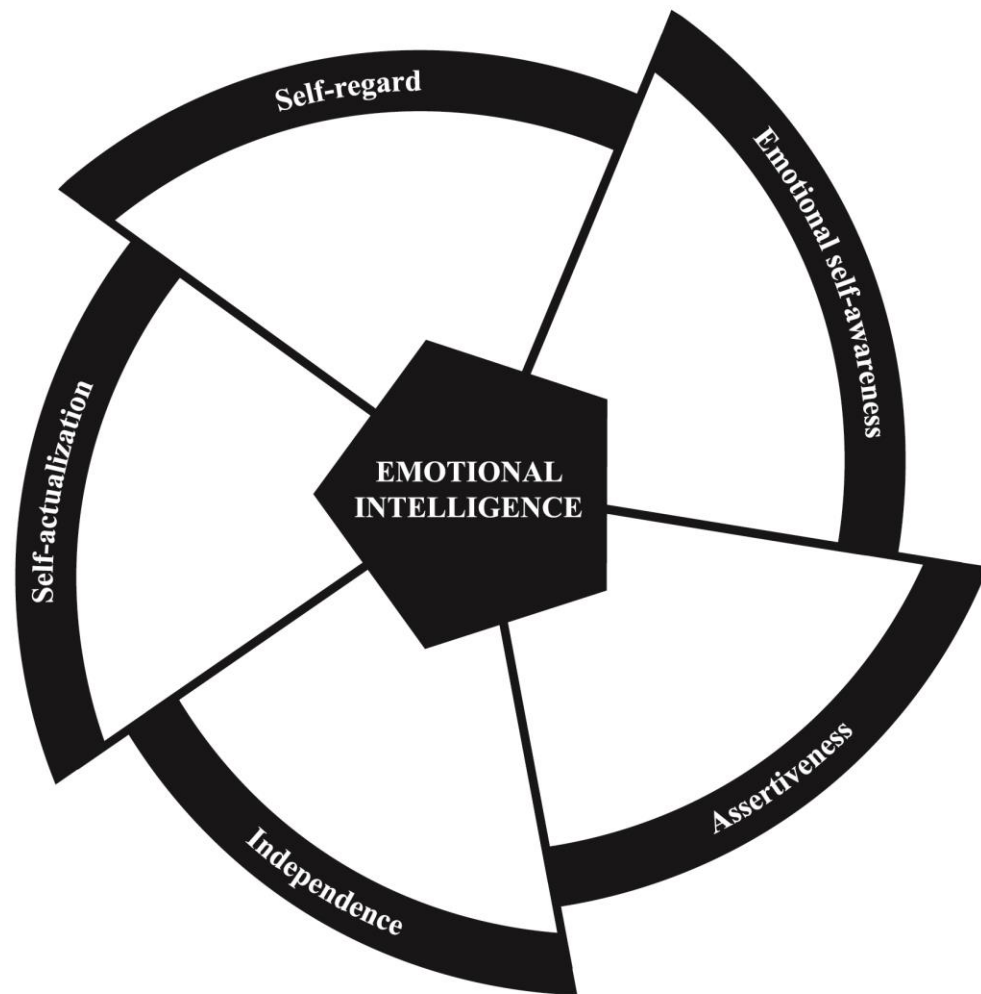 Self-regard
Emotional self-awareness
EMOTIONAL
INTELLIGENCE
Self-actualization
Assertiveness
Independence